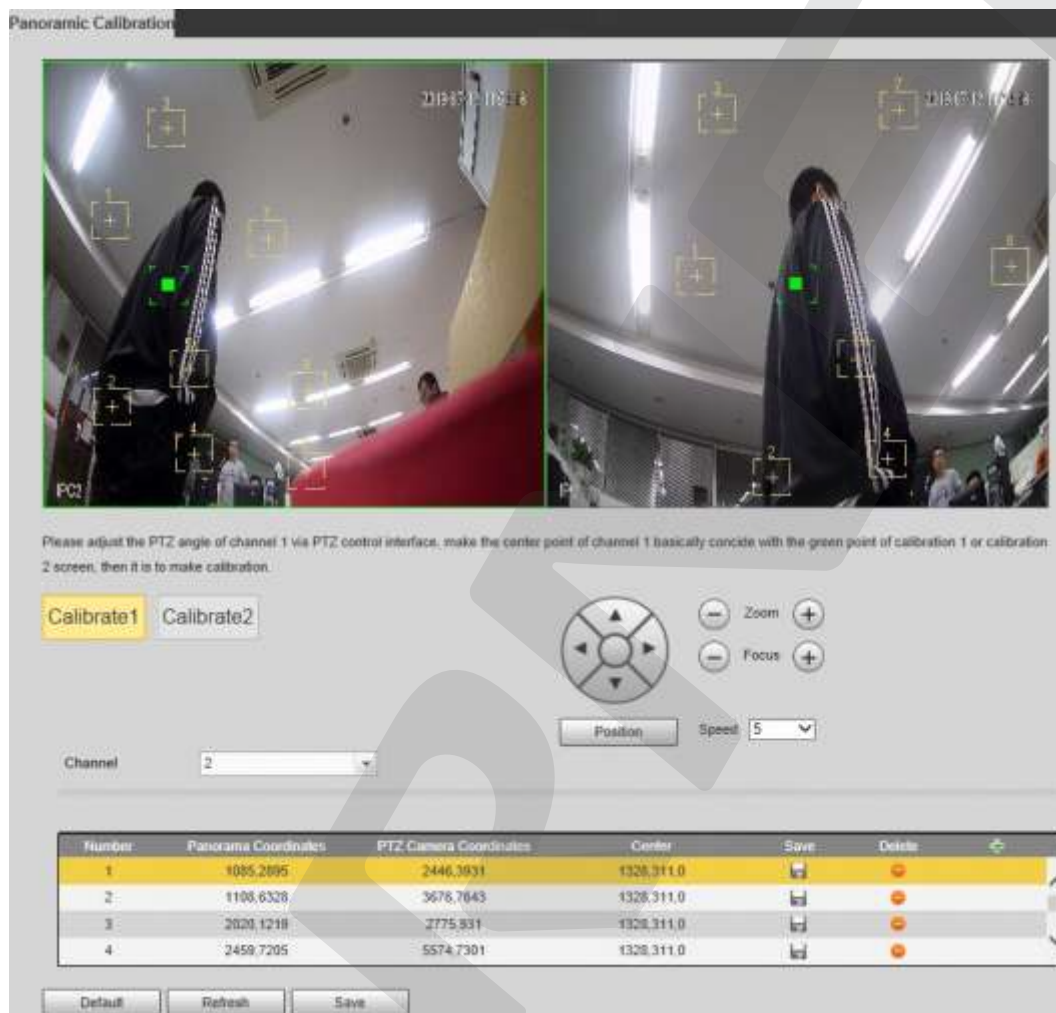 Panoramic Calibration
IPC2
Please adjust the PTZ angle of channel 1 via PTZ control interface, make the center point of channel 1 basically concide with the green point of calibration 1 or calibration
2 screen, then it is to make calibration.
Calibrate1 Calibrate2
Zoom
Focus
Position Speed 5
Channel 2
Number Panorama Coordinates PTZ Camera Coordinates Center Save Delete
1 1085,2895 2446,3931 1328,311,0
2 1108,6328 3676,7643 1328,311,0
3 2020,1219 2775,931 1328,311,0
4 2459,7205 5574,7301 1328,311,0
Default Refresh Save